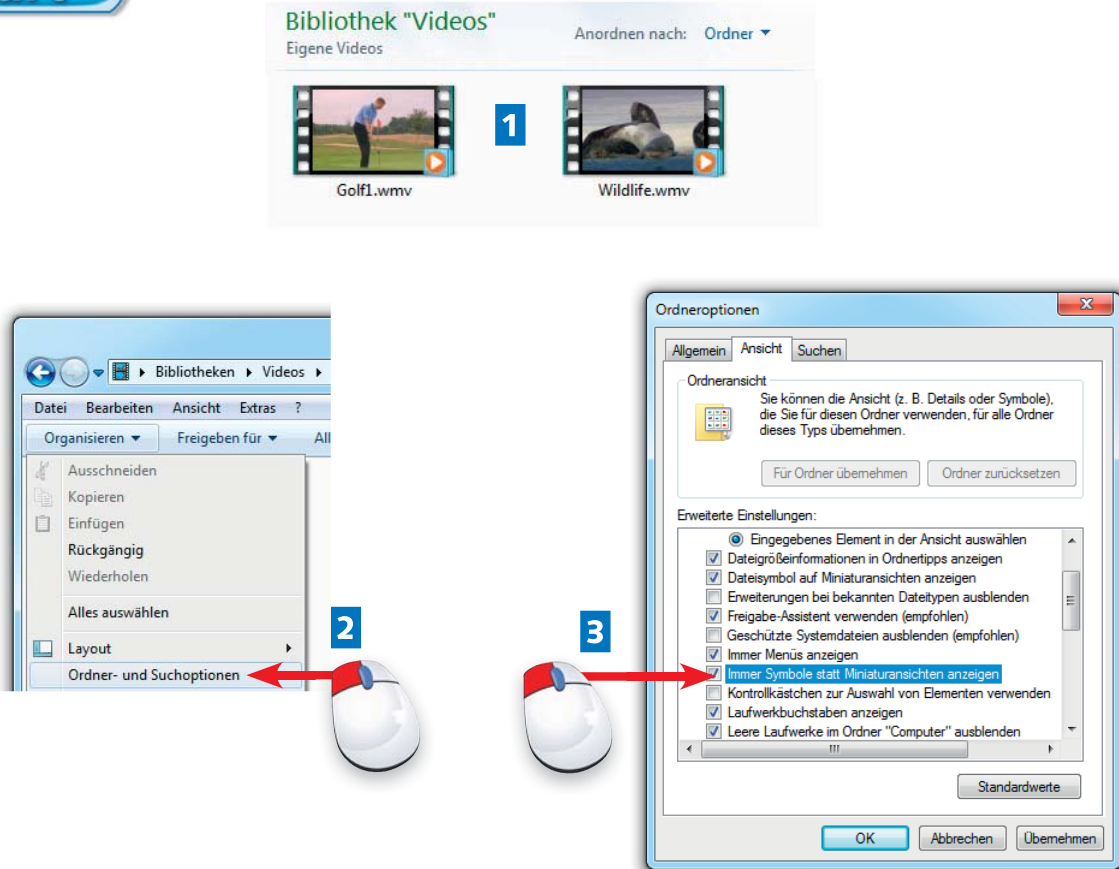 Bibliothek "Videos"
Eigene Videos
Anordnen nach: Ordner
1
Golf1.wmv
Wildlife.wmv
Bibliotheken Videos
Datei Bearbeiten Ansicht Extras ?
Organisieren Freigeben für All
Ausschneiden
Kopieren
Einfügen
Rückgängig
Wiederholen
Alles auswählen
Layout
Ordner- und Suchoptionen
2
3
Ordneroptionen
Allgemein Ansicht Suchen
Ordneransicht
Sie können die Ansicht (z. B. Details oder Symbole),
die Sie für diesen Ordner verwenden, für alle Ordner
dieses Typs übernehmen.
Für Ordner übernehmen Ordner zurücksetzen
Erweiterte Einstellungen:
Eingegebenes Element in der Ansicht auswählen
Dateigrößeinformationen in Ordnertipps anzeigen
Dateisymbol auf Miniaturansichten anzeigen
Erweiterungen bei bekannten Dateitypen ausblenden
Freigabe-Assistent verwenden (empfohlen)
Geschützte Systemdateien ausblenden (empfohlen)
Immer Menüs anzeigen
Immer Symbole statt Miniaturansichten anzeigen
Kontrollkästchen zur Auswahl von Elementen verwenden
Laufwerkbuchstaben anzeigen
Leere Laufwerke im Ordner "Computer" ausblenden
Standardwerte
OK Abbrechen Übernehmen